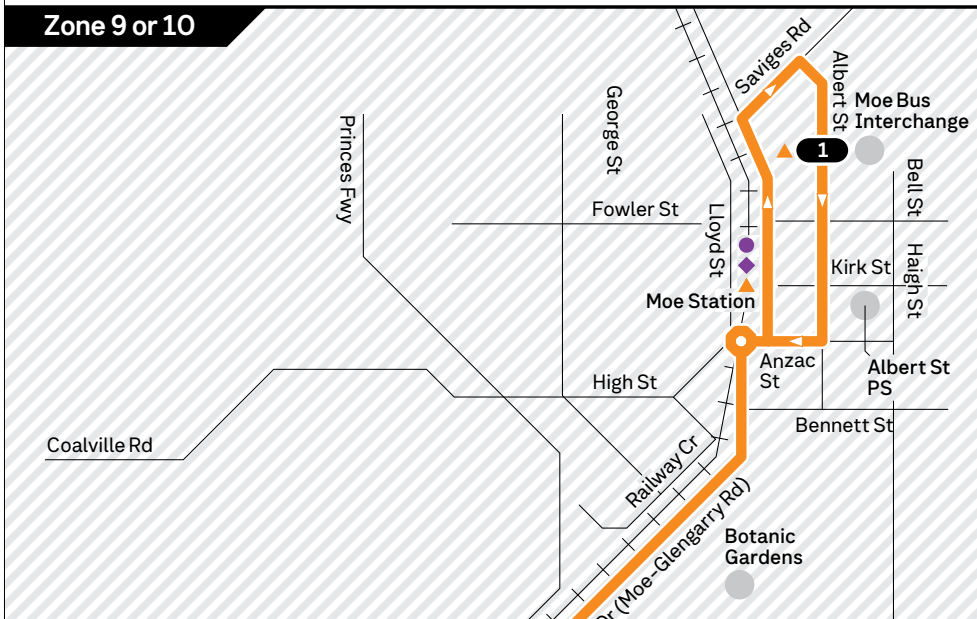 Zone 9 or 10
Saviges Rd
Albert St
Moe Bus
Interchange
1
George St
Princes Fwy
Bell St
Fowler St
Lloyd St
Haigh St
Kirk St
Moe Station
Anzac
St
Albert St
PS
High St
Bennett St
Coalville Rd
Railway Cr
Dr (Moe-Glengarry Rd)
Botanic
Gardens